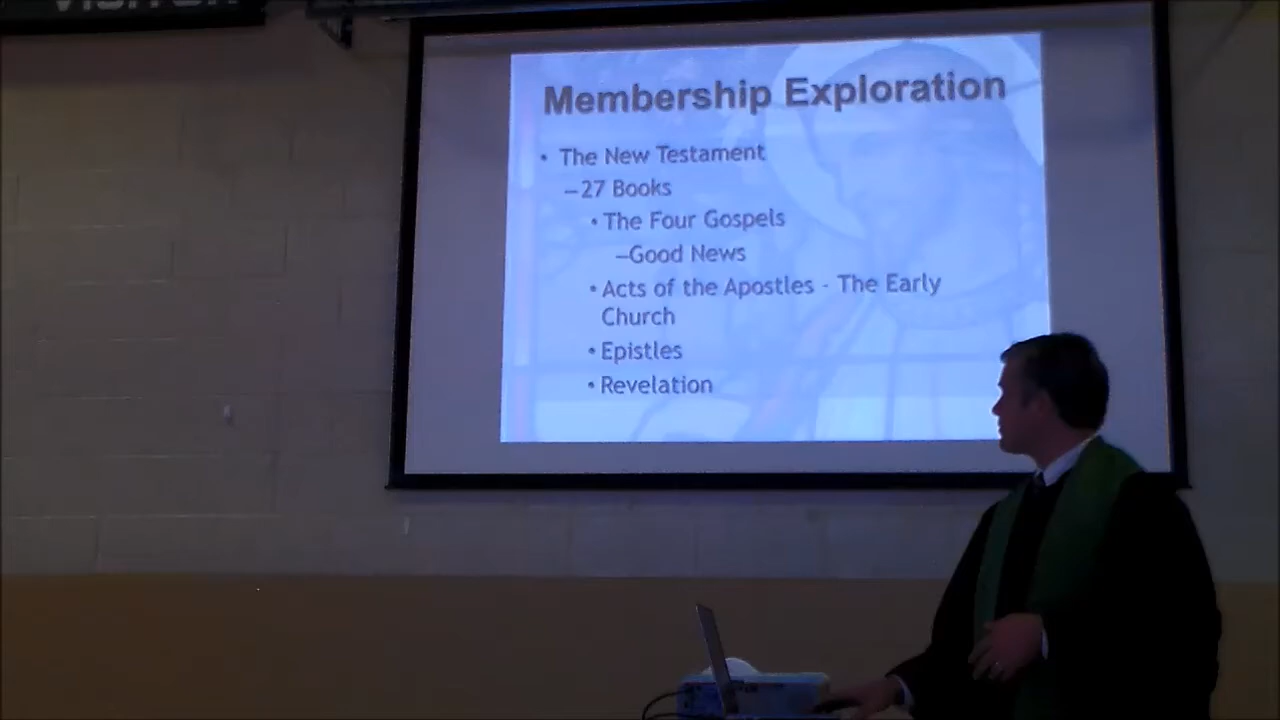 VISITOR
Membership Exploration
• The New Testament
–27 Books
• The Four Gospels
–Good News
• Acts of the Apostles - The Early
Church
• Epistles
• Revelation